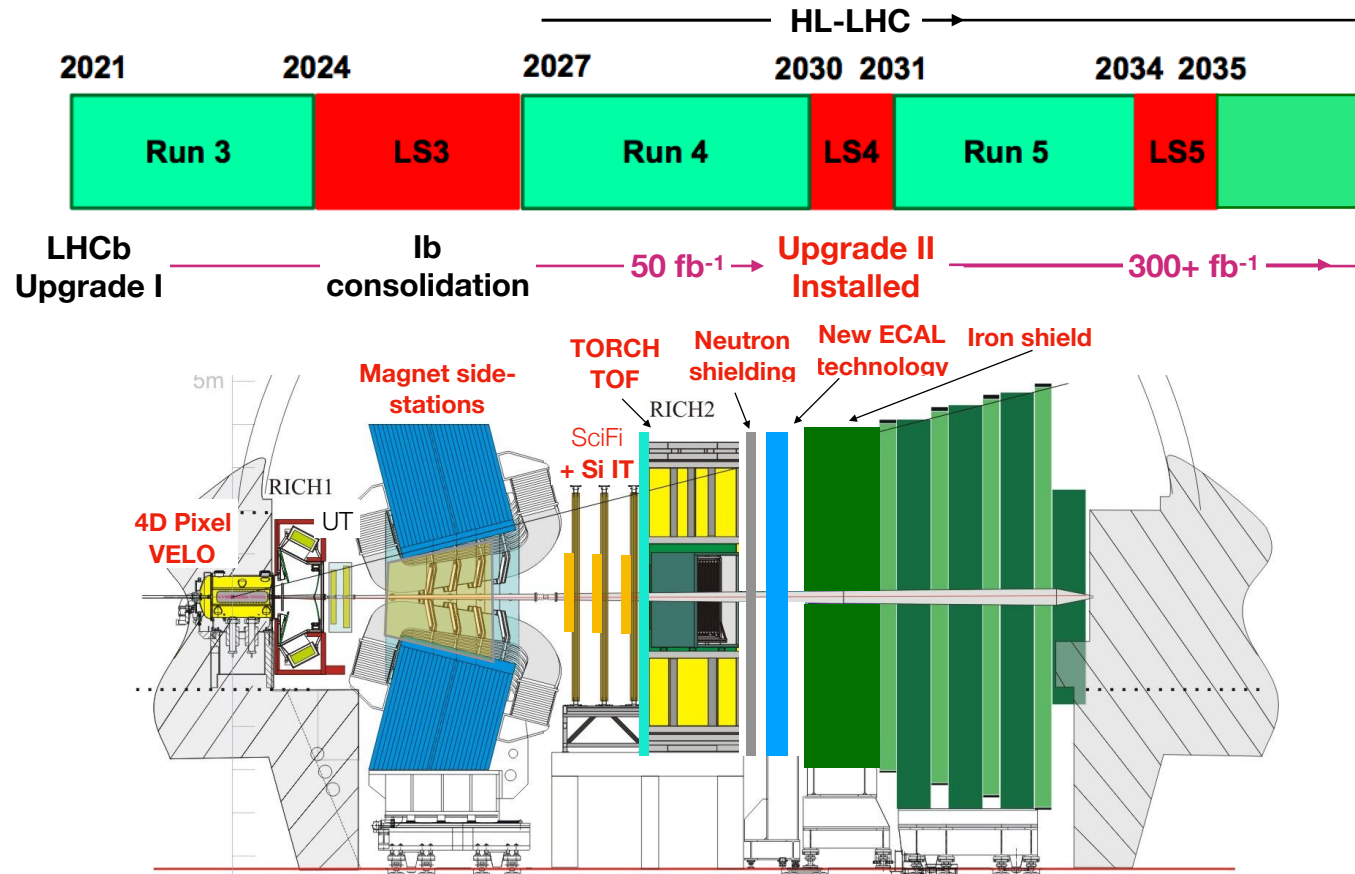 HL-LHC
2021 2024 2027 2030 2031 2034 2035
Run 3 LS3 Run 4 LS4 Run 5 LS5
LHCb
Upgrade I
Ib
consolidation
50 fb⁻¹
Upgrade II
Installed
300+ fb⁻¹
5m
Magnet side-
stations
TORCH
TOF
Neutron
shielding
New ECAL
technology
Iron shield
RICH2
SciFi
+ Si IT
RICH1
UT
4D Pixel
VELO